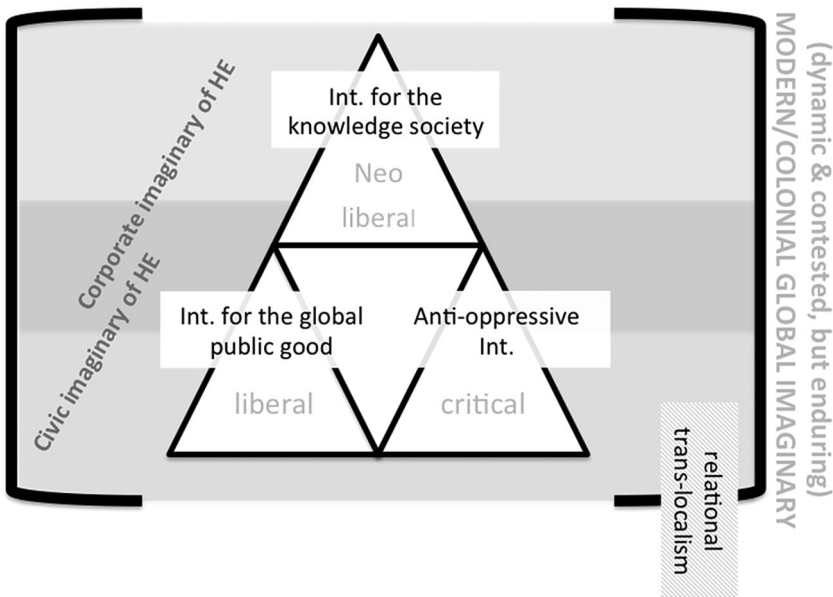 Corporate imaginary of HE
Civic imaginary of HE
Int. for the
knowledge society
Neo
liberal
Int. for the global
public good
liberal
Anti-oppressive
Int.
critical
relational
trans-localism
(dynamic & contested, but enduring)
MODERN/COLONIAL GLOBAL IMAGINARY